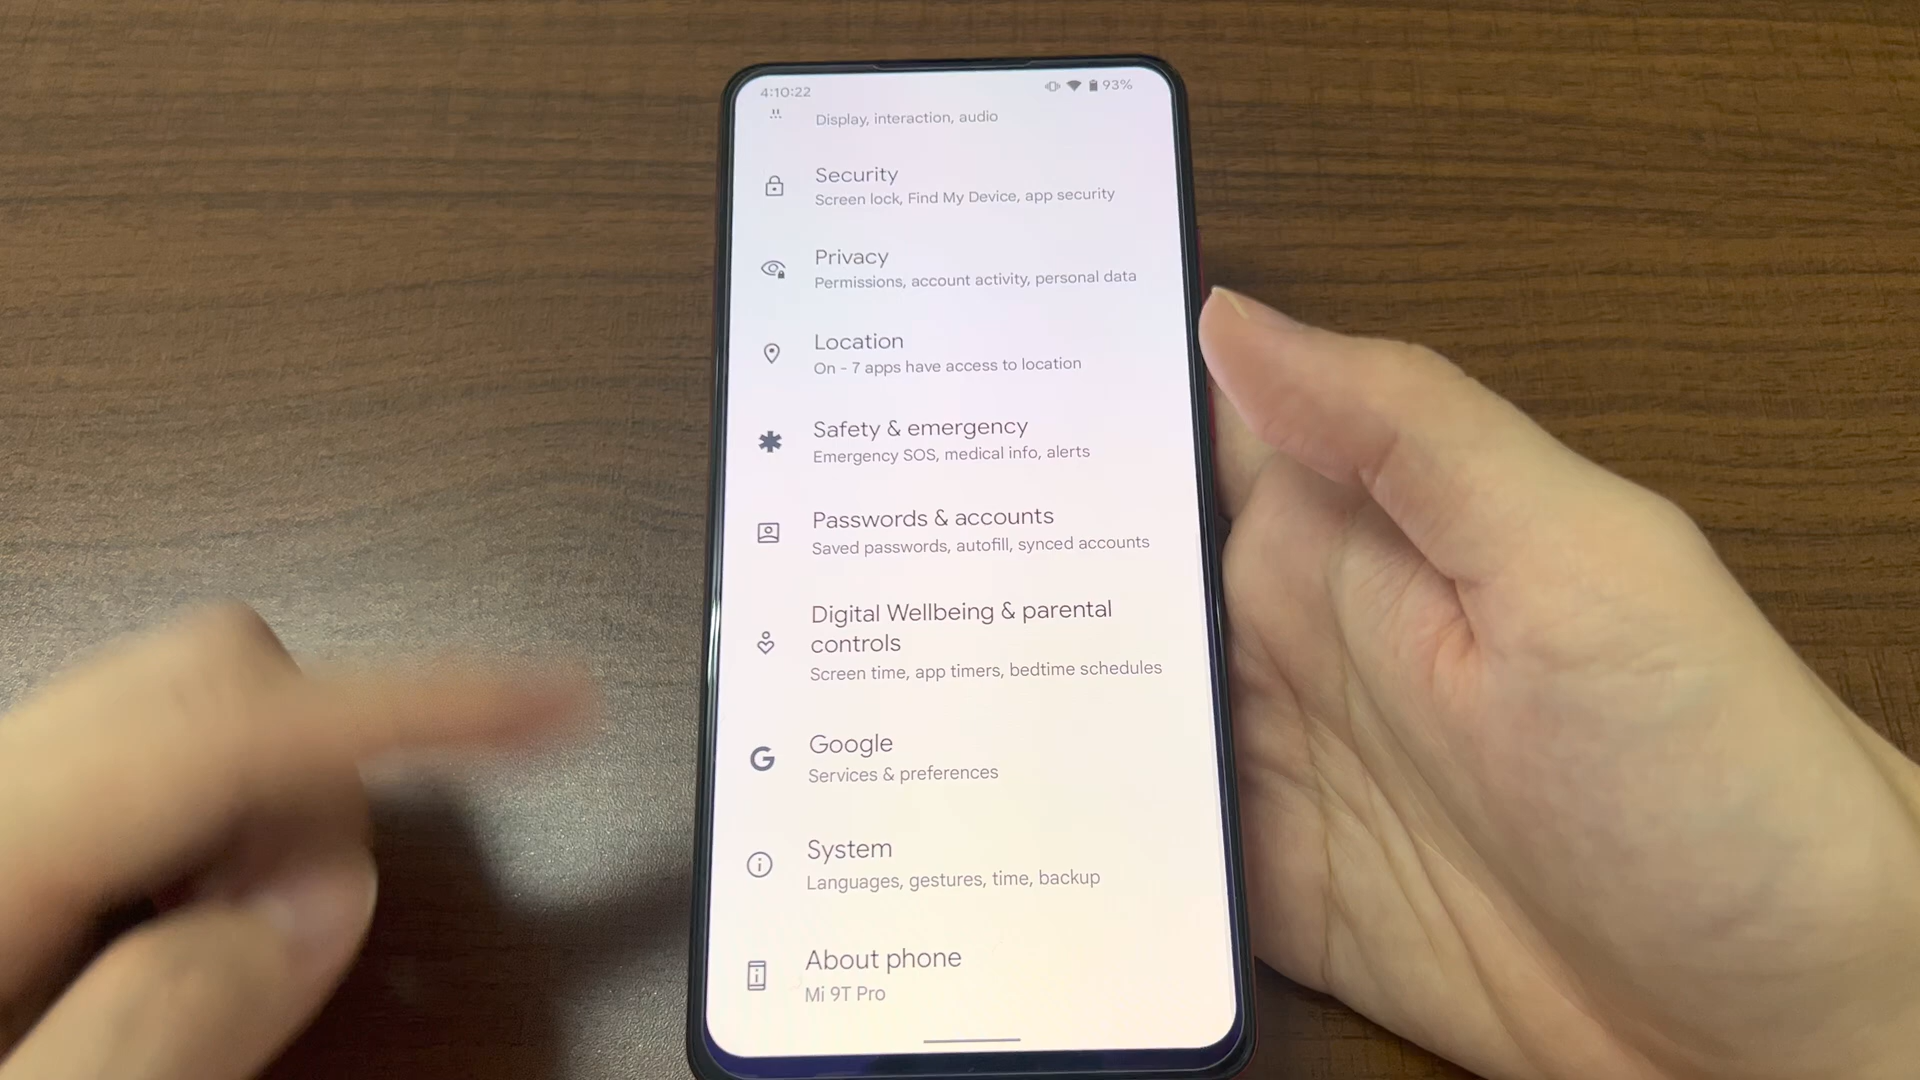 4:10:22
93%
Display, interaction, audio
Security
Screen lock, Find My Device, app security
Privacy
Permissions, account activity, personal data
Location
On - 7 apps have access to location
Safety & emergency
Emergency SOS, medical info, alerts
Passwords & accounts
Saved passwords, autofill, synced accounts
Digital Wellbeing & parental
controls
Screen time, app timers, bedtime schedules
G
Google
Services & preferences
System
Languages, gestures, time, backup
About phone
Mi 9T Pro